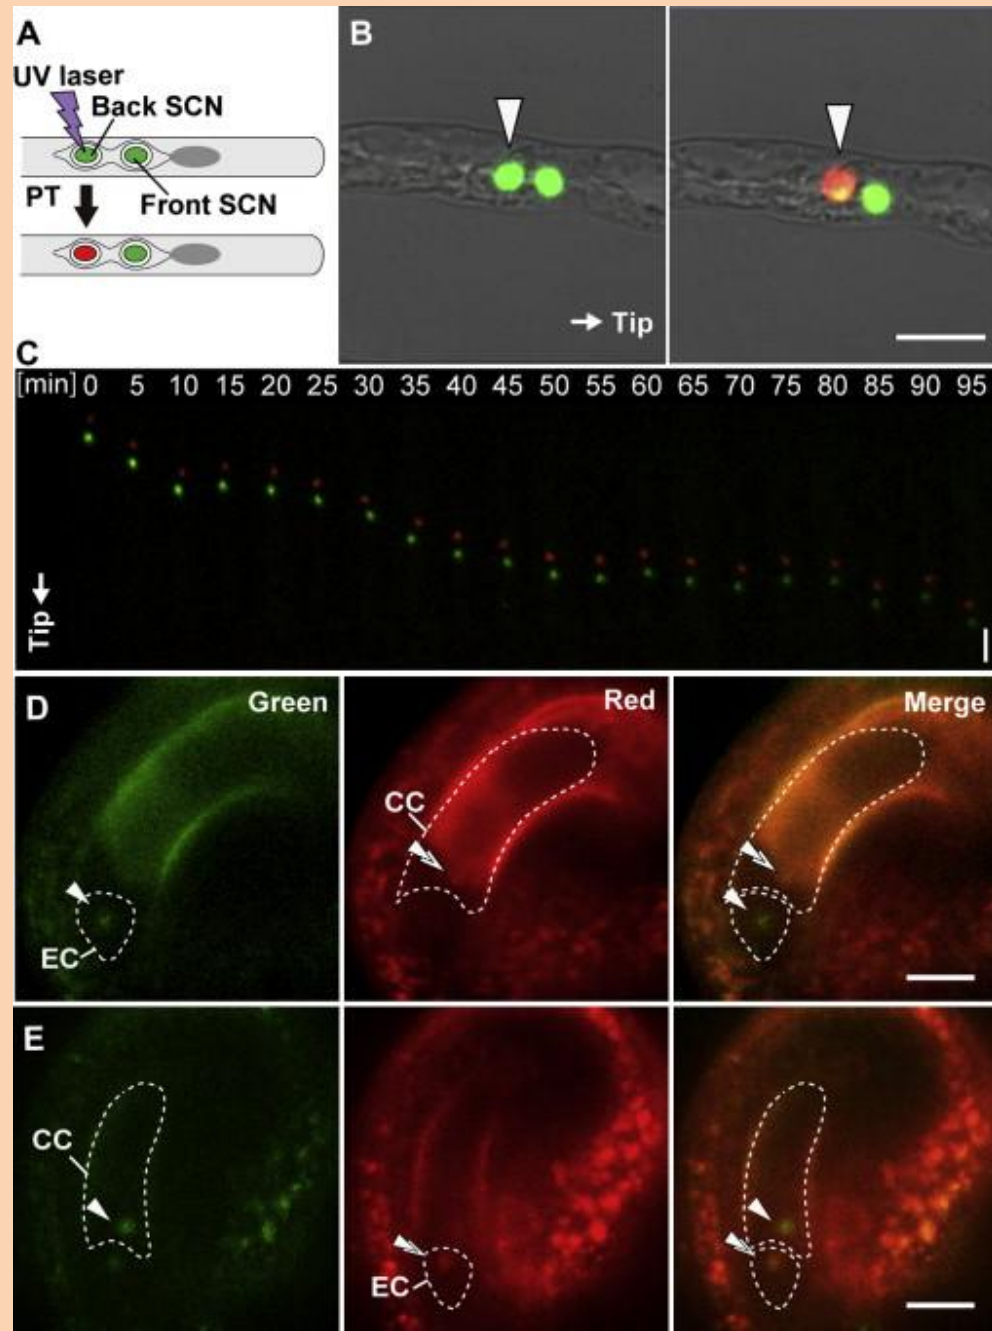 A
UV laser
Back SCN
PT
Front SCN
B
→ Tip
C
[min] 0 5 10 15 20 25 30 35 40 45 50 55 60 65 70 75 80 85 90 95
Tip
D
Green
Red
Merge
CC
EC
E
CC
EC